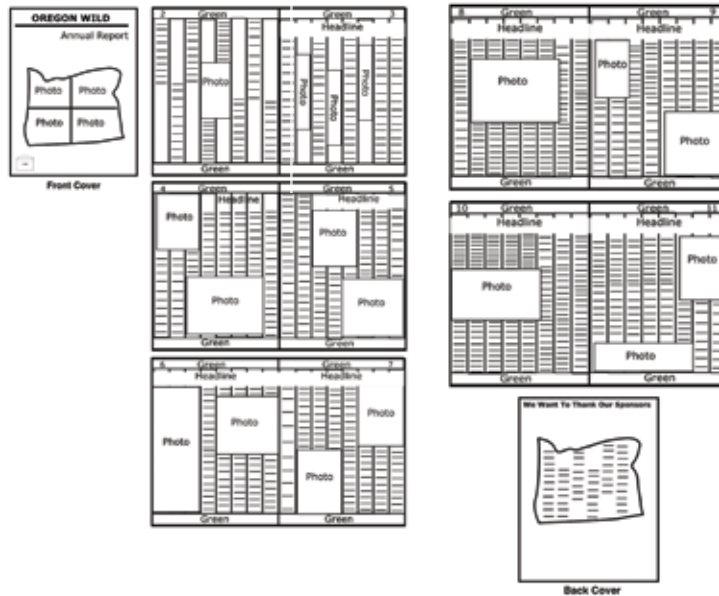 OREGON WILD
Annual Report
Photo Photo
Photo Photo
Front Cover
2 Green Green 3
Headline
Photo
Photo
Photo
Photo
Green Green
4 Green Green 5
Headline Headline
Photo
Photo
Photo
Photo
Green Green
6 Green Green 7
Headline Headline
Photo
Photo
Photo
Photo
Green Green
8 Green Green 9
Headline Headline
Photo
Photo
Photo
Green Green
10 Green Green 11
Headline Headline
Photo
Photo
Photo
Green Green
We Want To Thank Our Sponsors
Back Cover